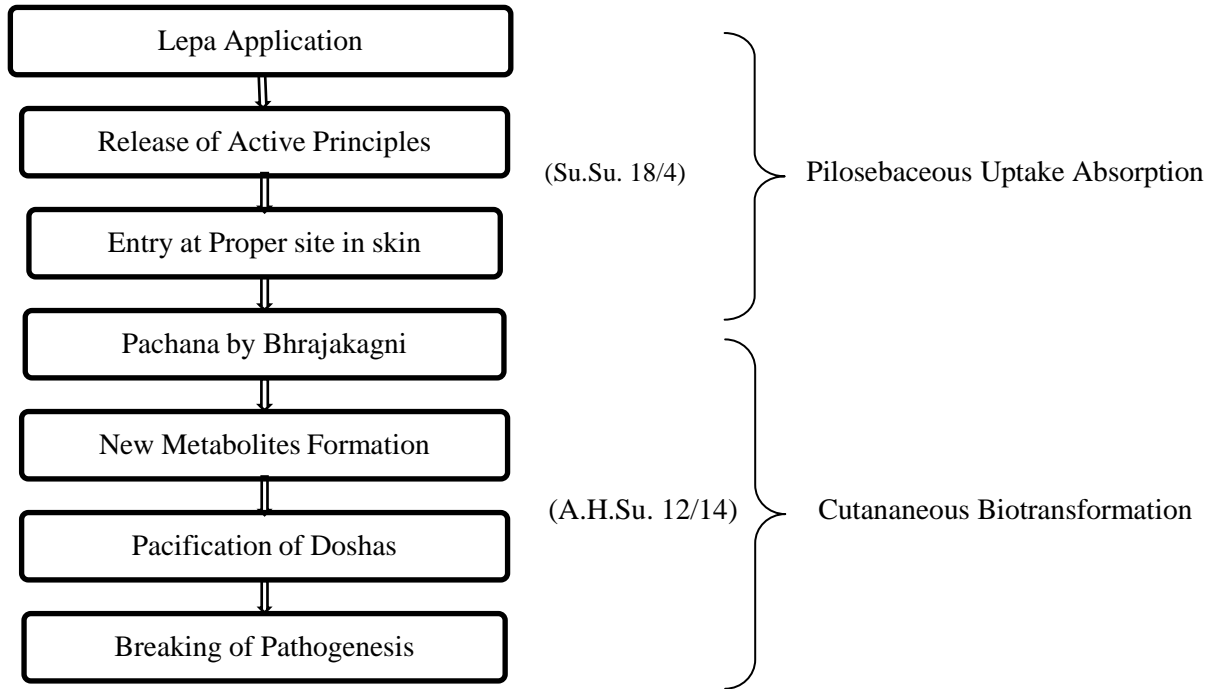 Lepa Application
Release of Active Principles
(Su.Su. 18/4)
Pilosebaceous Uptake Absorption
Entry at Proper site in skin
Pachana by Bhrajakagni
New Metabolites Formation
(A.H.Su. 12/14)
Cutananeous Biotransformation
Pacification of Doshas
Breaking of Pathogenesis